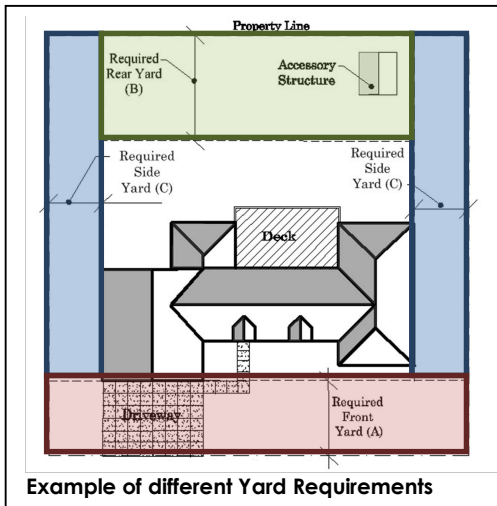 Property Line
Required
Rear Yard
(B)
Accessory
Structure
Required
Side
Yard (C)
Required
Side
Yard (C)
Deck
Driveway
Required
Front
Yard (A)
Example of different Yard Requirements